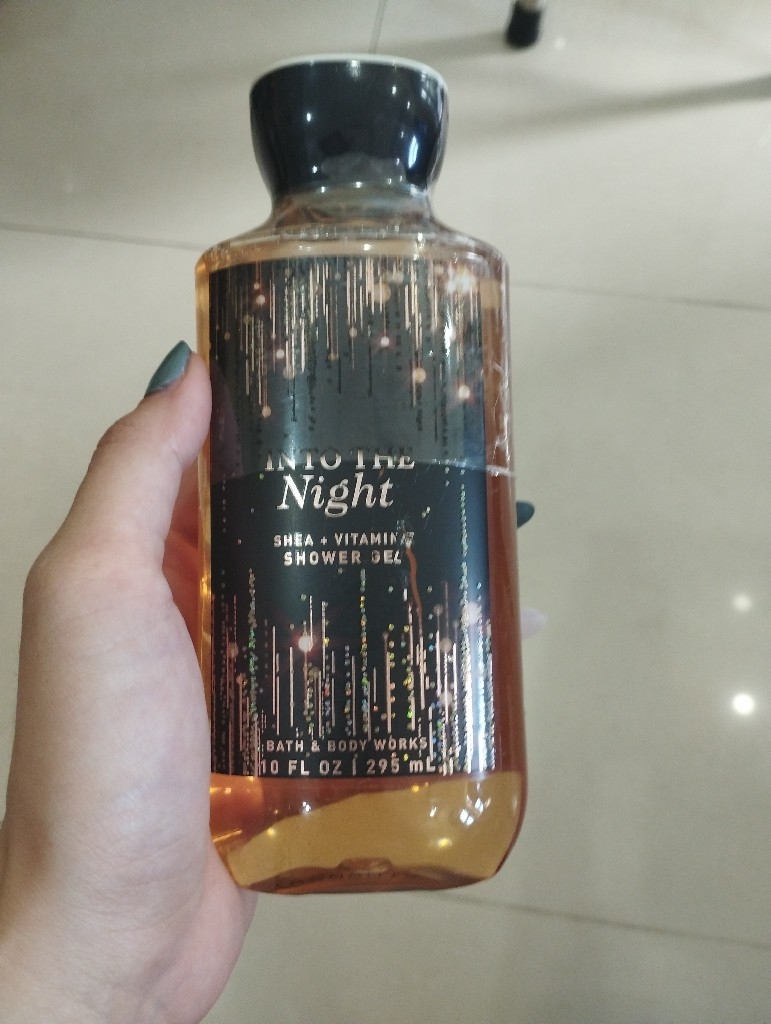 INTO THE
Night
SHEA + VITAMIN
SHOWER GEL
BATH & BODY WORKS
10 FL OZ | 295 mL